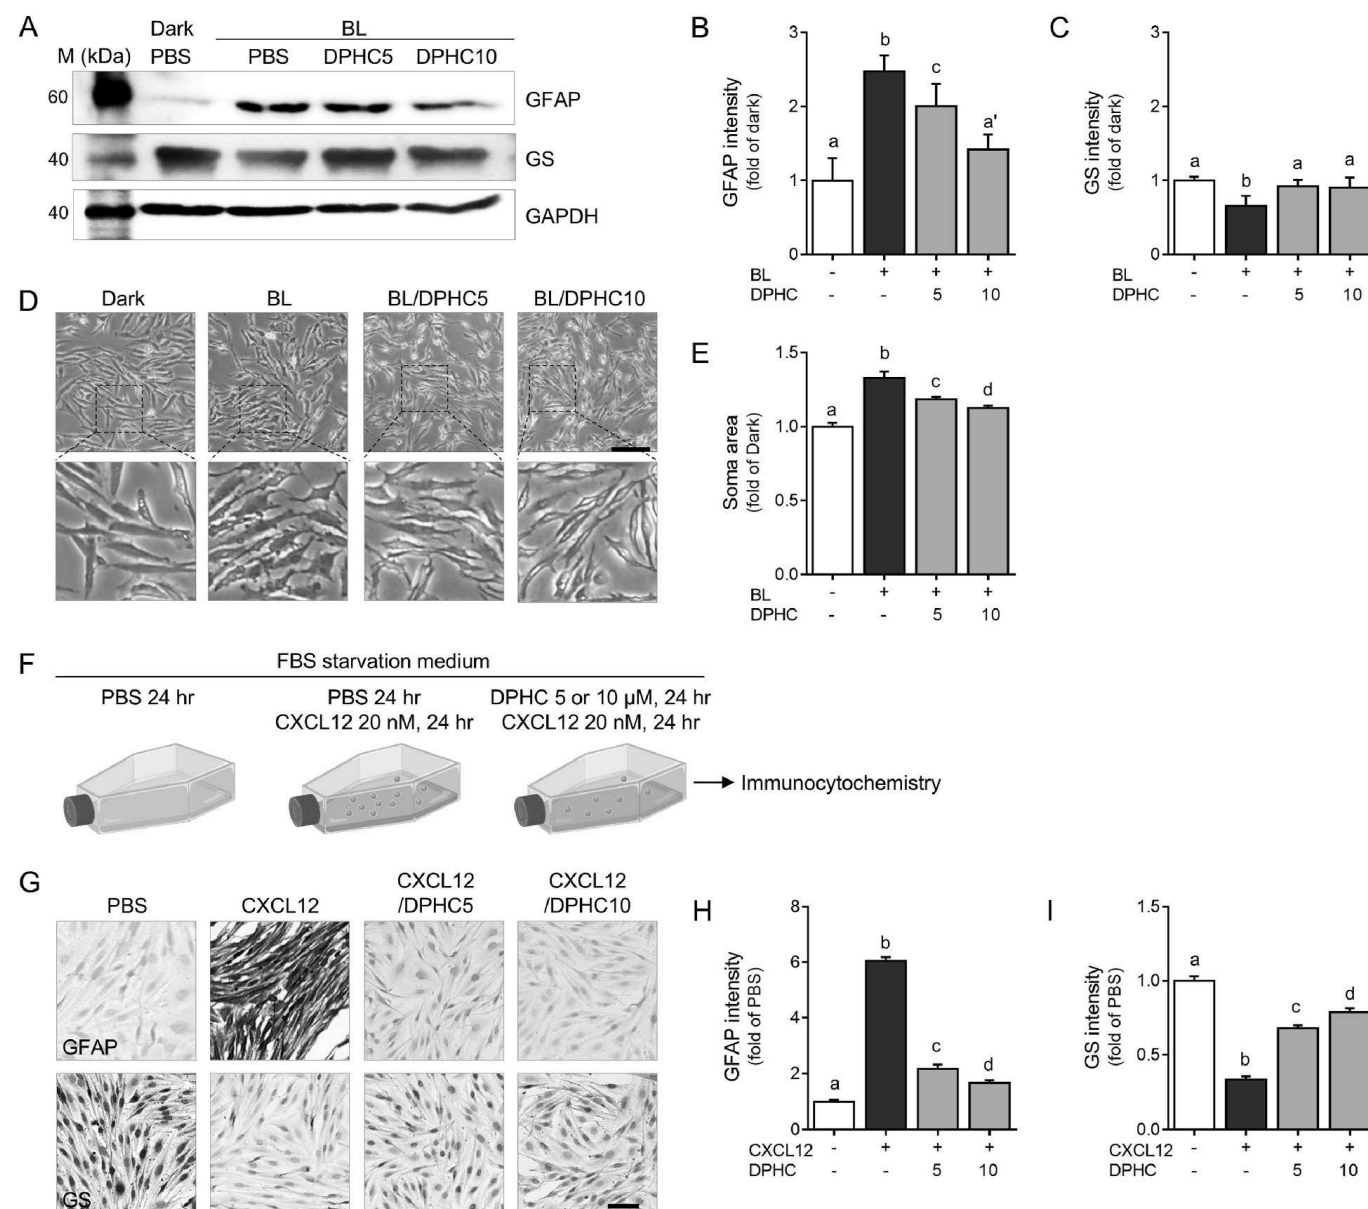 A
Dark
BL
M (kDa)
PBS
PBS
DPHC5
DPHC10
60
GFAP
40
GS
40
GAPDH
B
GFAP intensity
(fold of dark)
3
2
1
0
a
b
c
a'
BL
-
+
+
+
DPHC
-
-
5
10
C
GS intensity
(fold of dark)
3
2
1
0
a
b
a
a
BL
-
+
+
+
DPHC
-
-
5
10
D
Dark
BL
BL/DPHC5
BL/DPHC10
E
Soma area
(fold of Dark)
1.5
1.0
0.5
0.0
a
b
c
d
BL
-
+
+
+
DPHC
-
-
5
10
F
FBS starvation medium
PBS 24 hr
PBS 24 hr
CXCL12 20 nM, 24 hr
DPHC 5 or 10 µM, 24 hr
CXCL12 20 nM, 24 hr
Immunocytochemistry
G
PBS
CXCL12
CXCL12
/DPHC5
CXCL12
/DPHC10
GFAP
GS
H
GFAP intensity
(fold of PBS)
8
6
4
2
0
a
b
c
d
CXCL12
-
+
+
+
DPHC
-
-
5
10
I
GS intensity
(fold of PBS)
1.5
1.0
0.5
0.0
a
b
c
d
CXCL12
-
+
+
+
DPHC
-
-
5
10